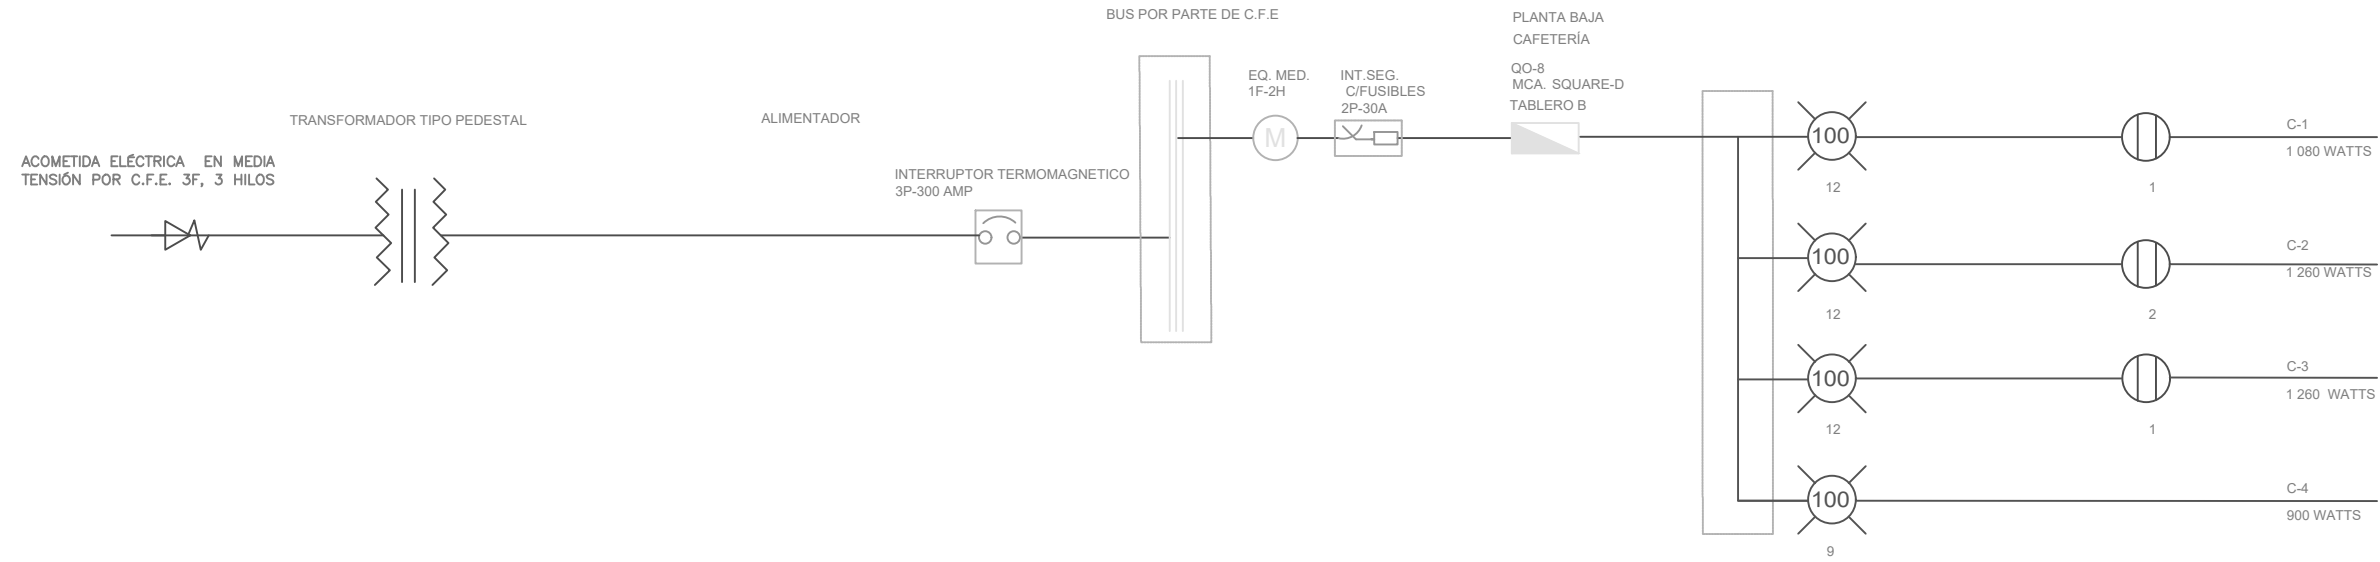 BUS POR PARTE DE C.F.E
PLANTA BAJA
CAFETERÍA
QO-8
MCA. SQUARE-D
TABLERO B
EQ. MED.
1F-2H
INT.SEG.
C/FUSIBLES
2P-30A
TRANSFORMADOR TIPO PEDESTAL
ALIMENTADOR
ACOMETIDA ELÉCTRICA EN MEDIA
TENSIÓN POR C.F.E. 3F, 3 HILOS
INTERRUPTOR TERMOMAGNETICO
3P-300 AMP
M
100
12
1
C-1
1 080 WATTS
100
12
2
C-2
1 260 WATTS
100
12
1
C-3
1 260 WATTS
100
9
C-4
900 WATTS